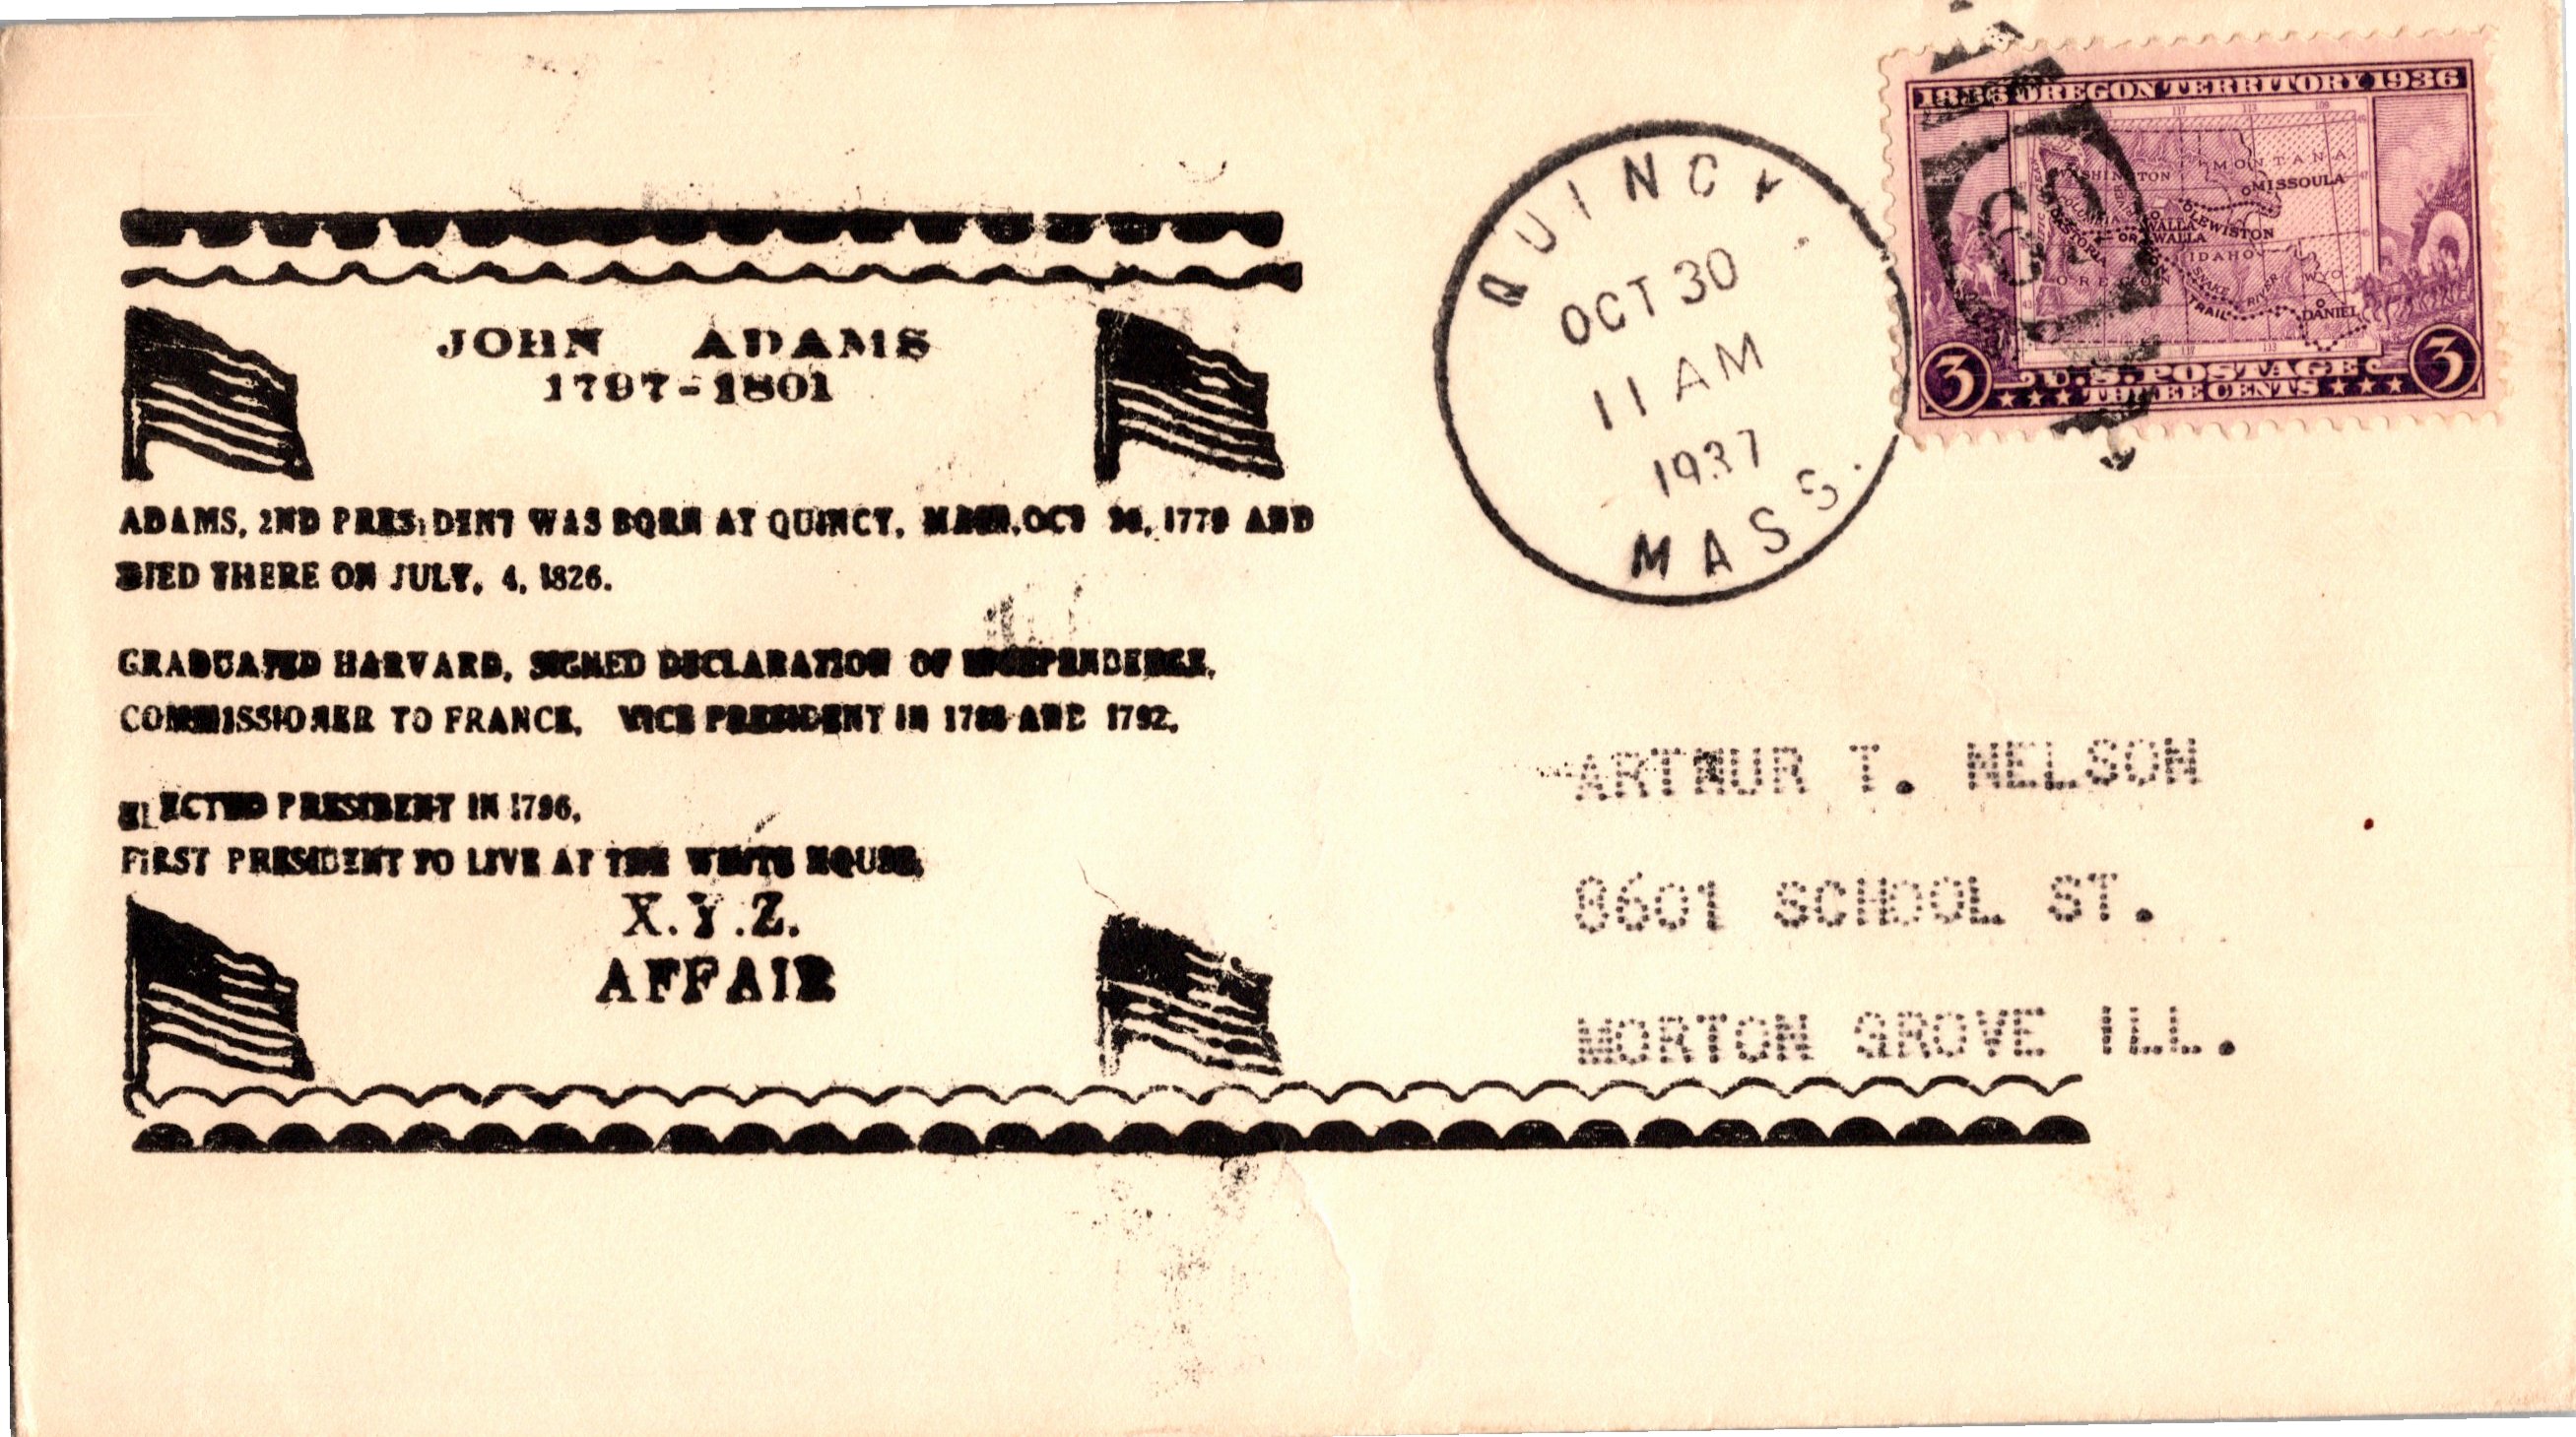 JOHN ADAMS
1797-1801
ADAMS, 2ND PRESIDENT WAS BORN AT QUINCY, MASS,OCT 30, 1779 AND
DIED THERE ON JULY, 4, 1826.
GRADUATED HARVARD, SIGNED DECLARATION OF INDEPENDENCE,
COMMISSIONER TO FRANCE, VICE PRESIDENT IN 1788 AND 1792,
ELECTED PRESIDENT IN 1796,
FIRST PRESIDENT TO LIVE AT THE WHITE HOUSE,
X.Y.Z.
AFFAIR
QUINCY
OCT 30
11 AM
1937
MASS.
1836 OREGON TERRITORY 1936
MONTANA
WASHINGTON
MISSOULA
COLUMBIA
LEWISTON
WALLA
OR WALLA
ASTORIA
IDAHO
OREGON
SNAKE RIVER
WYO
TRAIL
DANIEL
3 U.S. POSTAGE 3
THREE CENTS
ARTHUR T. NELSON
8601 SCHOOL ST.
MORTON GROVE ILL.